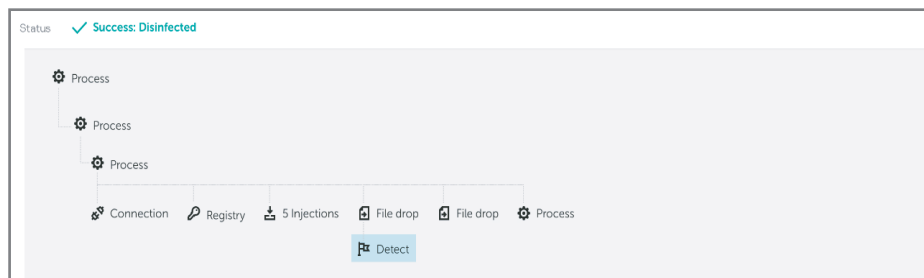 Status Success: Disinfected
Process
Process
Process
Connection Registry 5 Injections File drop File drop Process
Detect